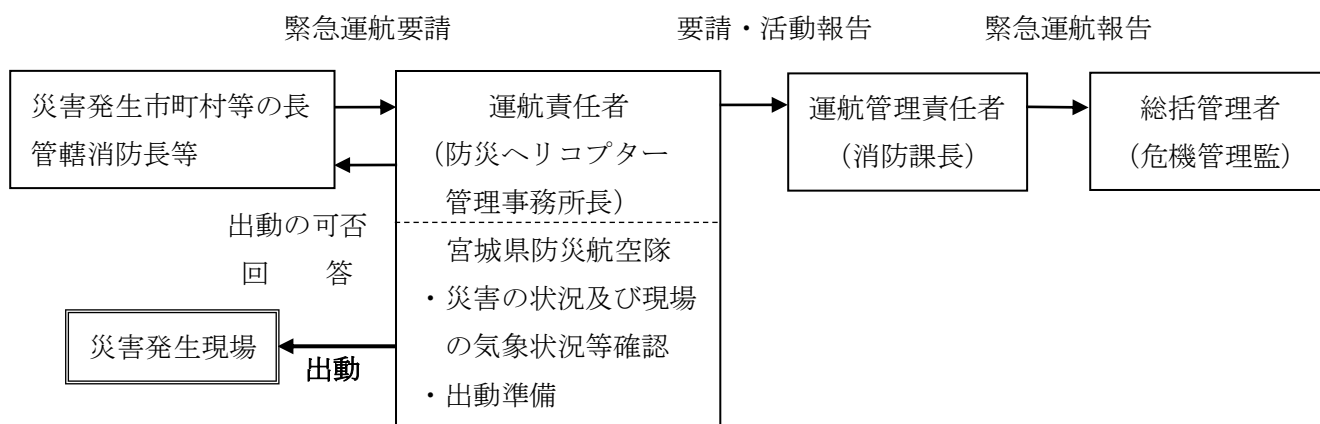 緊急運航要請
要請・活動報告
緊急運航報告
災害発生市町村等の長
管轄消防長等
運航責任者
（防災ヘリコプター
管理事務所長）
運航管理責任者
（消防課長）
総括管理者
（危機管理監）
出動の可否
回　　答
宮城県防災航空隊
・災害の状況及び現場
の気象状況等確認
・出動準備
災害発生現場
出動